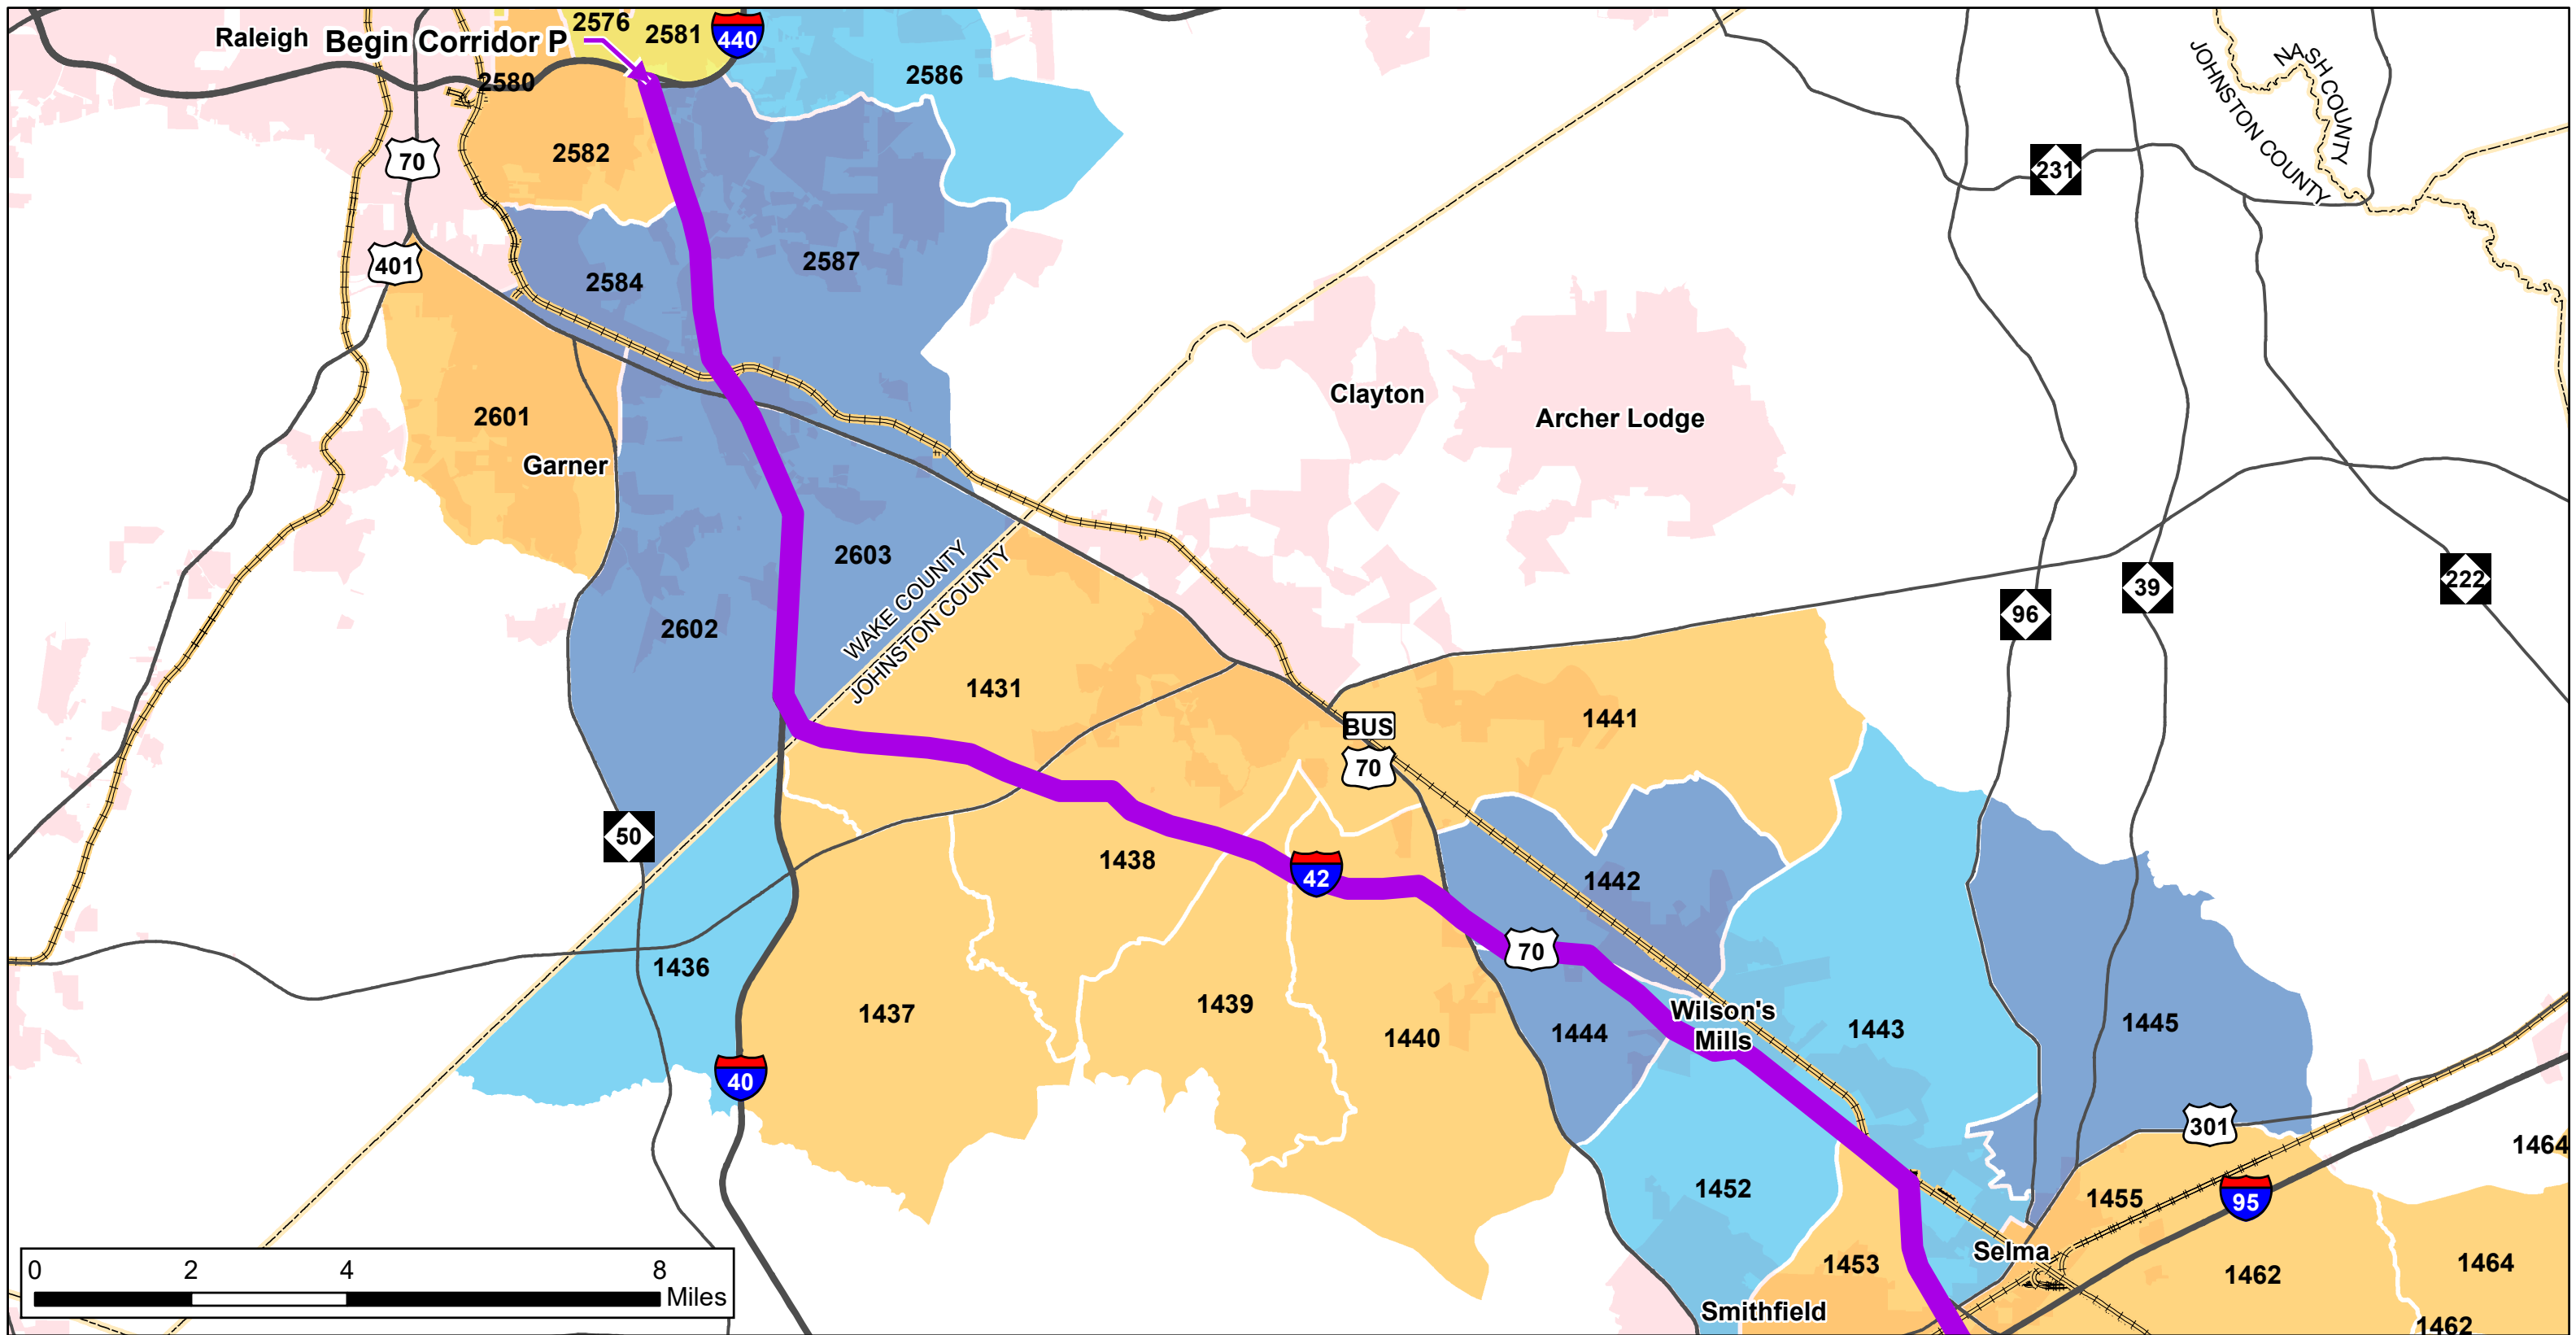 2576
2581
440
Raleigh
Begin Corridor P
2580
2586
NASH COUNTY
JOHNSTON COUNTY
70
2582
231
401
2584
2587
Clayton
Archer Lodge
2601
Garner
2603
WAKE COUNTY
JOHNSTON COUNTY
222
39
96
2602
1431
BUS
70
1441
50
1438
42
1442
70
1436
1437
1439
1440
1444
Wilson's
Mills
1443
1445
40
301
1464
1452
1455
95
1453
Selma
1462
1464
0 2 4 8
Miles
Smithfield
1462